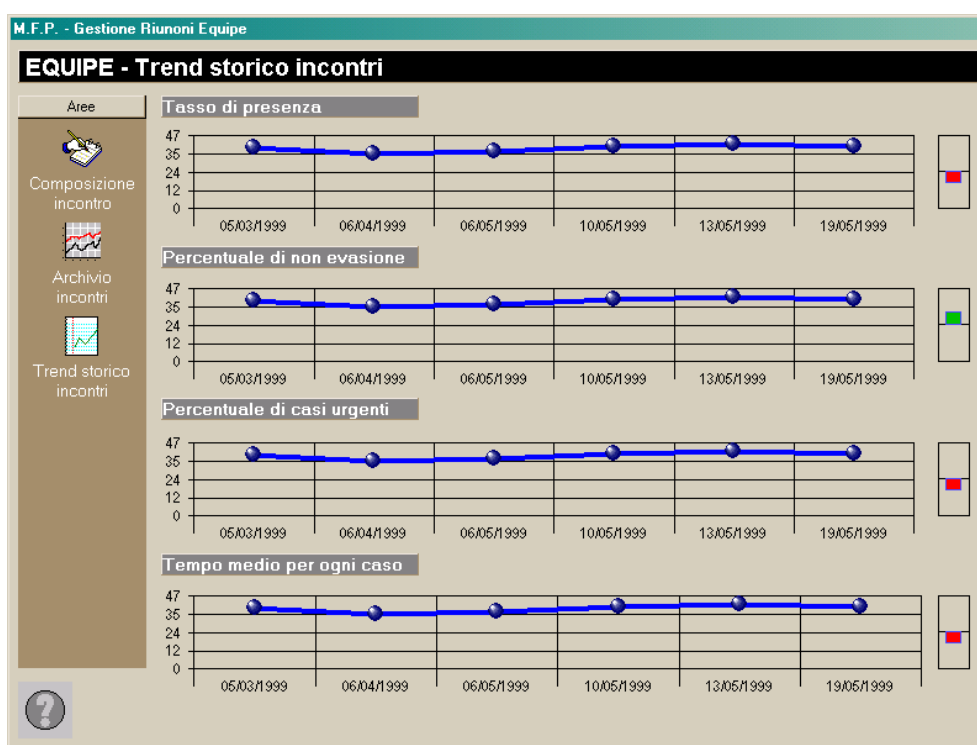 M.F.P. - Gestione Riunoni Equipe
EQUIPE - Trend storico incontri
Aree
Composizione
incontro
Archivio
incontri
Trend storico
incontri
Tasso di presenza
47
35
24
12
0
05/03/1999 06/04/1999 06/05/1999 10/05/1999 13/05/1999 19/05/1999
Percentuale di non evasione
47
35
24
12
0
05/03/1999 06/04/1999 06/05/1999 10/05/1999 13/05/1999 19/05/1999
Percentuale di casi urgenti
47
35
24
12
0
05/03/1999 06/04/1999 06/05/1999 10/05/1999 13/05/1999 19/05/1999
Tempo medio per ogni caso
47
35
24
12
0
05/03/1999 06/04/1999 06/05/1999 10/05/1999 13/05/1999 19/05/1999
?